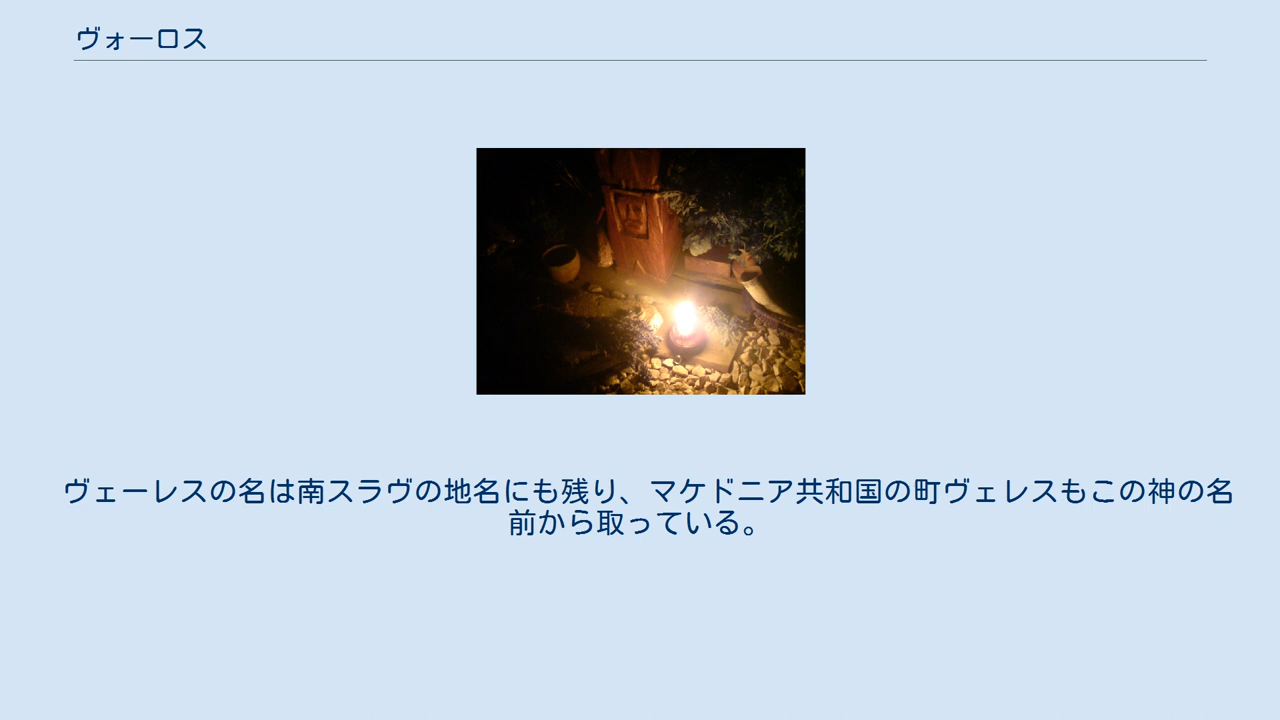 ヴォーロス
ヴェーレスの名は南スラヴの地名にも残り、マケドニア共和国の町ヴェレスもこの神の名
前から取っている。